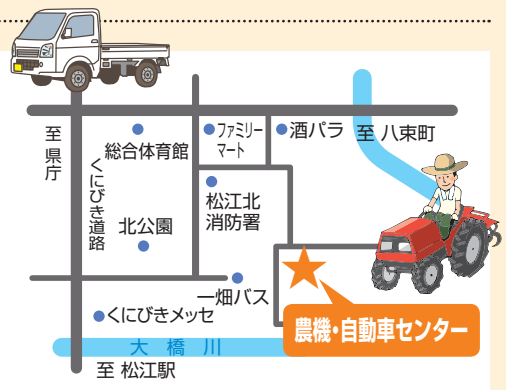 至 県庁
くにびき道路
総合体育館
ファミリー
マート
酒パラ
至 八束町
松江北
消防署
北公園
一畑バス
くにびきメッセ
農機・自動車センター
大橋川
至 松江駅